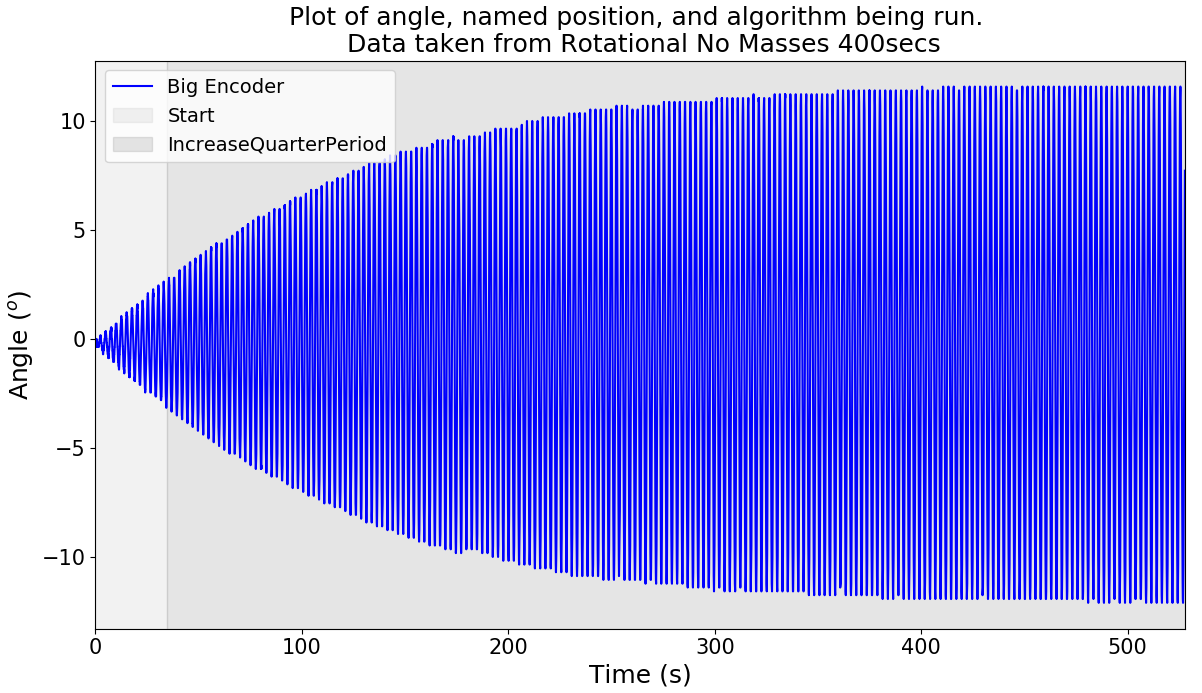 Plot of angle, named position, and algorithm being run.
Data taken from Rotational No Masses 400secs
Big Encoder
Start
IncreaseQuarterPeriod
10
5
0
−5
−10
Angle (°)
0 100 200 300 400 500
Time (s)